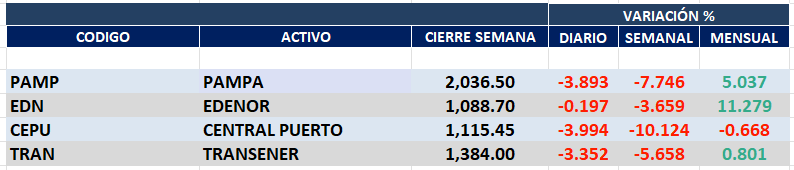 VARIACIÓN %
CODIGO ACTIVO CIERRE SEMANA DIARIO SEMANAL MENSUAL
PAMP PAMPA 2,036.50 -3.893 -7.746 5.037
EDN EDENOR 1,088.70 -0.197 -3.659 11.279
CEPU CENTRAL PUERTO 1,115.45 -3.994 -10.124 -0.668
TRAN TRANSENER 1,384.00 -3.352 -5.658 0.801